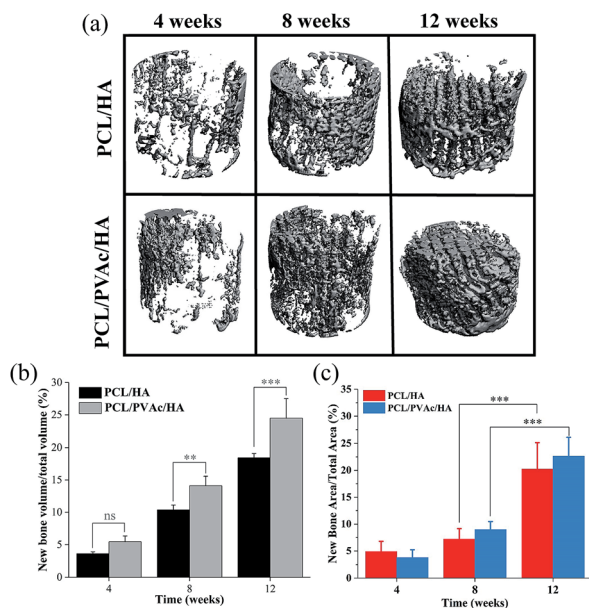 (a)
4 weeks 8 weeks 12 weeks
PCL/HA
PCL/PVAc/HA
(b)
New bone volume/total volume (%)
30
25
20
15
10
5
0
PCL/HA
PCL/PVAc/HA
ns
**
***
4 8 12
Time (weeks)
(c)
New Bone Area/Total Area (%)
35
30
25
20
15
10
5
0
PCL/HA
PCL/PVAc/HA
***
***
4 8 12
Time (weeks)